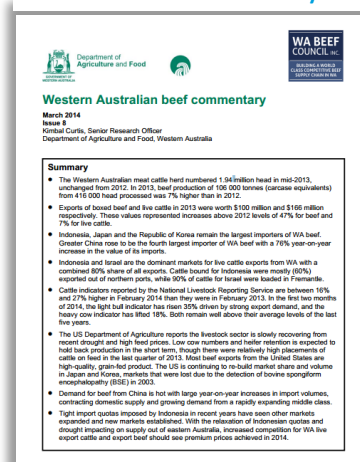 Department of
Agriculture and Food
GOVERNMENT OF
WESTERN AUSTRALIA
WA BEEF
COUNCIL INC.
BUILDING A WORLD
CLASS COMPETITIVE BEEF
SUPPLY CHAIN IN WA
Western Australian beef commentary
March 2014
Issue 8
Kimbal Curtis, Senior Research Officer
Department of Agriculture and Food, Western Australia
Summary
• The Western Australian meat cattle herd numbered 1.94 million head in mid-2013,
unchanged from 2012. In 2013, beef production of 106 000 tonnes (carcase equivalents)
from 416 000 head processed was 7% higher than in 2012.
• Exports of boxed beef and live cattle in 2013 were worth $100 million and $166 million
respectively. These values represented increases above 2012 levels of 47% for beef and
7% for live cattle.
• Indonesia, Japan and the Republic of Korea remain the largest importers of WA beef.
Greater China rose to be the fourth largest importer of WA beef with a 76% year-on-year
increase in the value of its imports.
• Indonesia and Israel are the dominant markets for live cattle exports from WA with a
combined 80% share of all exports. Cattle bound for Indonesia were mostly (60%)
exported out of northern ports, while 90% of cattle for Israel were loaded in Fremantle.
• Cattle indicators reported by the National Livestock Reporting Service are between 16%
and 27% higher in February 2014 than they were in February 2013. In the first two months
of 2014, the light bull indicator has risen 35% driven by strong export demand, and the
heavy cow indicator has lifted 18%. Both remain well above their average levels of the last
five years.
• The US Department of Agriculture reports the livestock sector is slowly recovering from
recent drought and high feed prices. Low cow numbers and heifer retention is expected to
hold back production in the short term, though there were relatively high placements of
cattle on feed in the last quarter of 2013. Most beef exports from the United States are
high-quality, grain-fed product. The US is continuing to re-build market share and volume
in Japan and Korea, markets that were lost due to the detection of bovine spongiform
encephalopathy (BSE) in 2003.
• Demand for beef from China is hot with large year-on-year increases in import volumes,
contracting domestic supply and growing demand from a rapidly expanding middle class.
• Tight import quotas imposed by Indonesia in recent years have seen other markets
expanded and new markets established. With the relaxation of Indonesian quotas and
drought impacting on supply out of eastern Australia, increased competition for WA live
export cattle and export beef should see premium prices achieved in 2014.